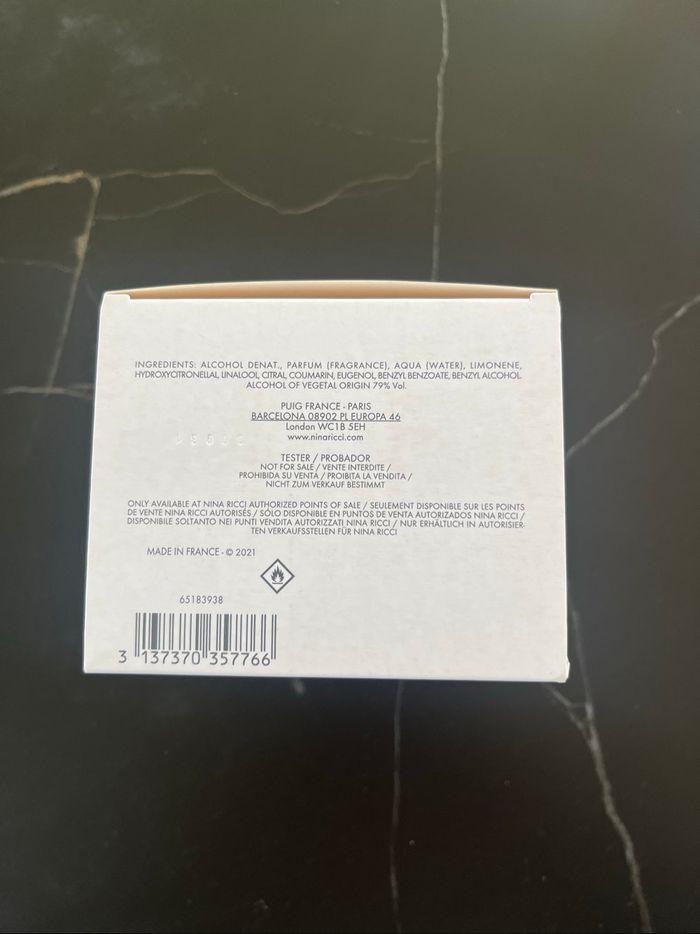 INGREDIENTS: ALCOHOL DENAT., PARFUM (FRAGRANCE), AQUA (WATER), LIMONENE,
HYDROXYCITRONELLAL, LINALOOL, CITRAL, COUMARIN, EUGENOL, BENZYL BENZOATE, BENZYL ALCOHOL.
ALCOHOL OF VEGETAL ORIGIN 79% Vol.
PUIG FRANCE - PARIS
BARCELONA 08902 PL EUROPA 46
London WC1B 5EH
www.ninaricci.com
TESTER / PROBADOR
NOT FOR SALE / VENTE INTERDITE /
PROHIBIDA SU VENTA / PROIBITA LA VENDITA /
NICHT ZUM VERKAUF BESTIMMT
ONLY AVAILABLE AT NINA RICCI AUTHORIZED POINTS OF SALE / SEULEMENT DISPONIBLE SUR LES POINTS
DE VENTE NINA RICCI AUTORISÉS / SÓLO DISPONIBLE EN PUNTOS DE VENTA AUTORIZADOS NINA RICCI /
DISPONIBILE SOLTANTO NEI PUNTI VENDITA AUTORIZZATI NINA RICCI / NUR ERHÄLTLICH IN AUTORISIER-
TEN VERKAUFSSTELLEN FÜR NINA RICCI
MADE IN FRANCE - © 2021
65183938
3 137370 357766